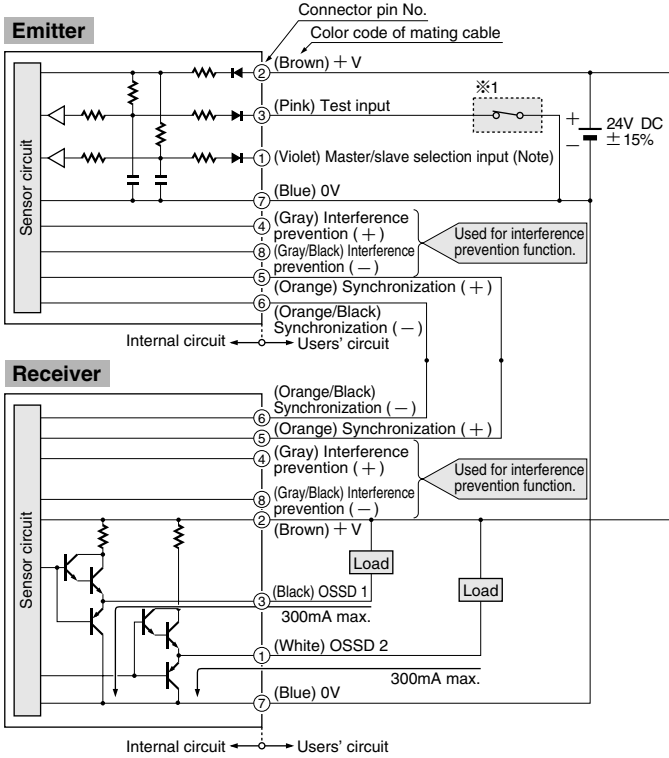 Connector pin No.
Emitter
Color code of mating cable
② (Brown) + V
※1
③ (Pink) Test input
+
24V DC
± 15%
−
① (Violet) Master/slave selection input (Note)
Sensor circuit
⑦ (Blue) 0V
④ (Gray) Interference
prevention ( + )
Used for interference
prevention function.
⑧ (Gray/Black) Interference
prevention ( − )
⑤ (Orange) Synchronization ( + )
⑥ (Orange/Black)
Synchronization ( − )
Internal circuit
Users' circuit
Receiver
(Orange/Black)
⑥ Synchronization ( − )
⑤ (Orange) Synchronization ( + )
④ (Gray) Interference
prevention ( + )
Used for interference
prevention function.
⑧ (Gray/Black) Interference
prevention ( − )
② (Brown) + V
Sensor circuit
Load
Load
③ (Black) OSSD 1
300mA max.
① (White) OSSD 2
300mA max.
⑦ (Blue) 0V
Internal circuit
Users' circuit